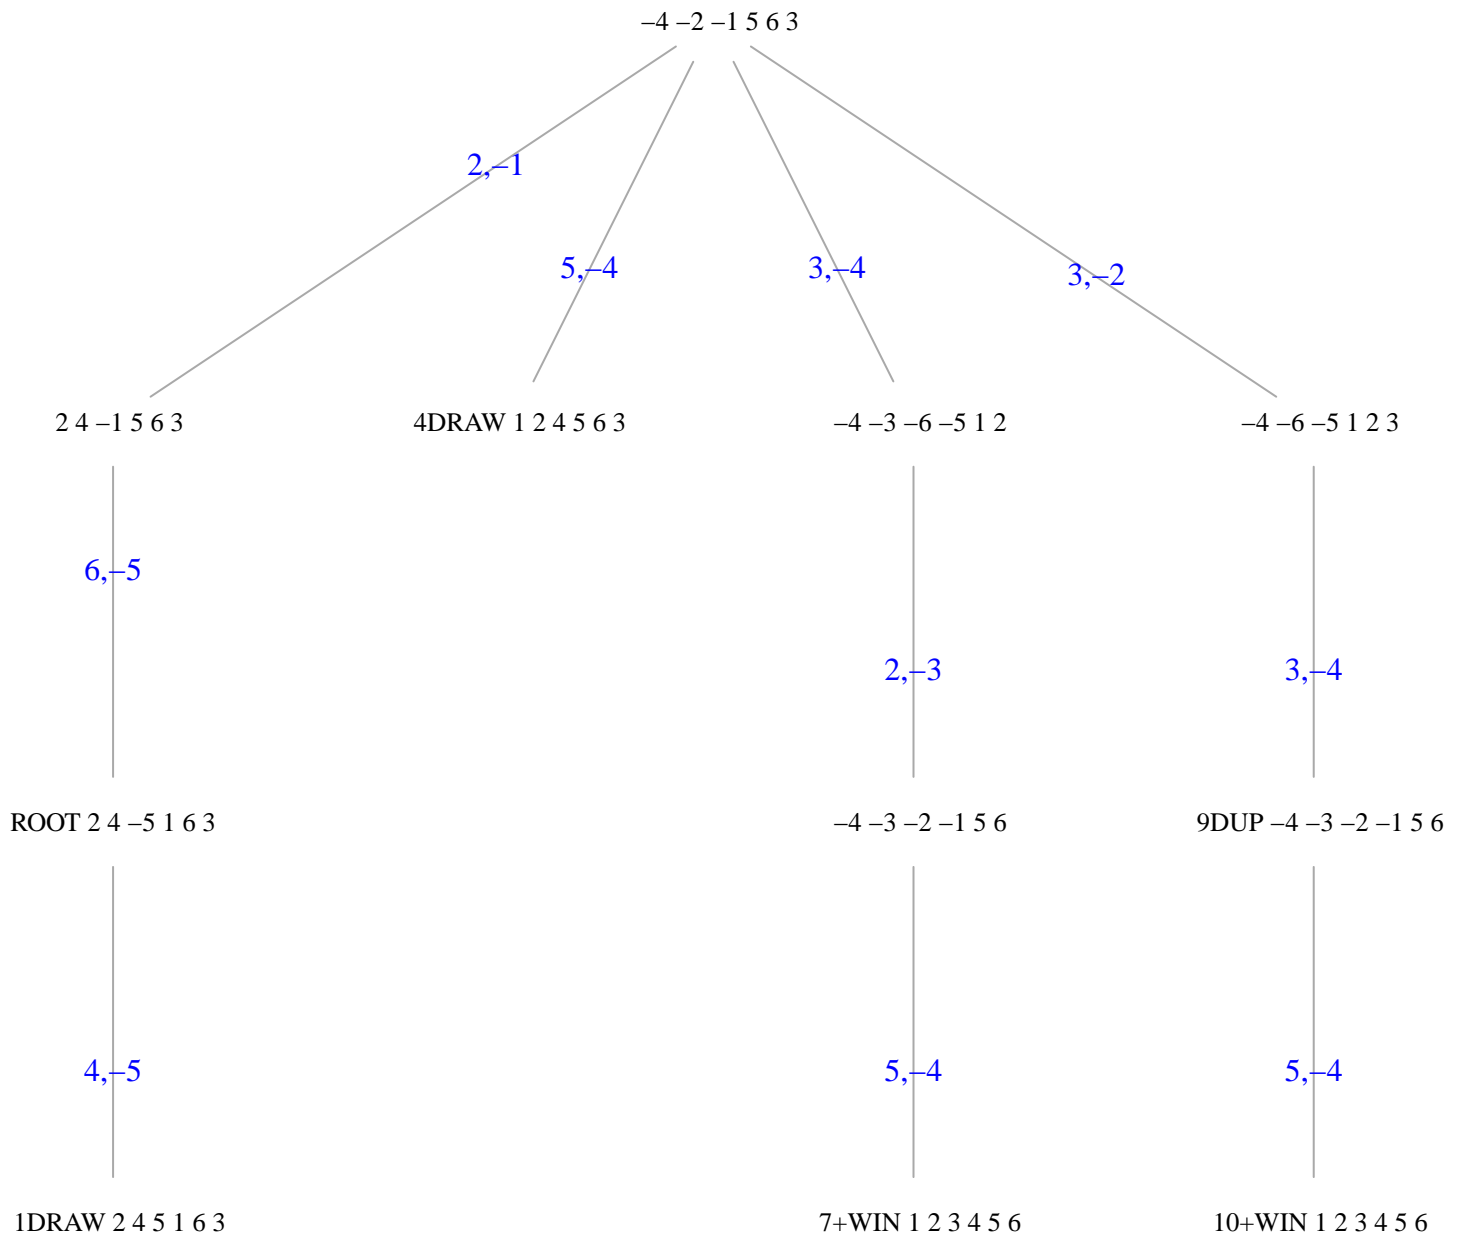 –4 –2 –1 5 6 3
2,–1
5,–4
3,–4
3,–2
2 4 –1 5 6 3
4DRAW 1 2 4 5 6 3
–4 –3 –6 –5 1 2
–4 –6 –5 1 2 3
6,–5
2,–3
3,–4
ROOT 2 4 –5 1 6 3
–4 –3 –2 –1 5 6
9DUP –4 –3 –2 –1 5 6
4,–5
5,–4
5,–4
1DRAW 2 4 5 1 6 3
7+WIN 1 2 3 4 5 6
10+WIN 1 2 3 4 5 6